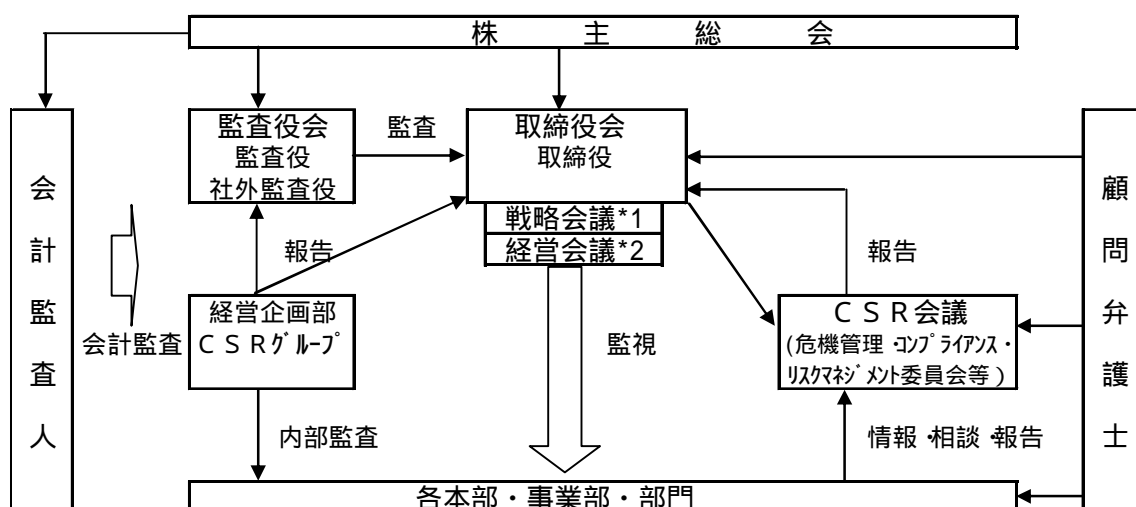 株主総会
会計監査人
監査役会
監査役
社外監査役
監査
取締役会
取締役
戦略会議*1
経営会議*2
顧問弁護士
報告
報告
会計監査
経営企画部
ＣＳＲｸﾞﾙｰﾌﾟ
監視
ＣＳＲ会議
(危機管理・ｺﾝﾌﾟﾗｲｱﾝｽ・
ﾘｽｸﾏﾈｼﾞﾒﾝﾄ委員会等)
内部監査
情報・相談・報告
各本部・事業部・部門